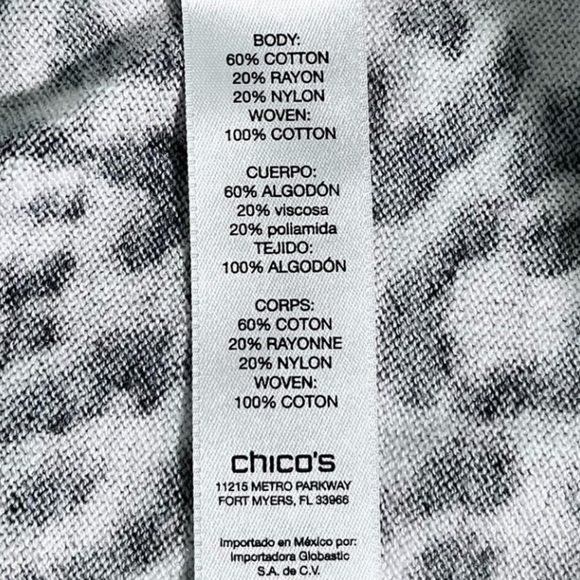 BODY:
60% COTTON
20% RAYON
20% NYLON
WOVEN:
100% COTTON
CUERPO:
60% ALGODÓN
20% viscosa
20% poliamida
TEJIDO:
100% ALGODÓN
CORPS:
60% COTON
20% RAYONNE
20% NYLON
WOVEN:
100% COTON
chico's
11215 METRO PARKWAY
FORT MYERS, FL 33966
Importado en México por:
Importadora Globastic
S.A. de C.V.